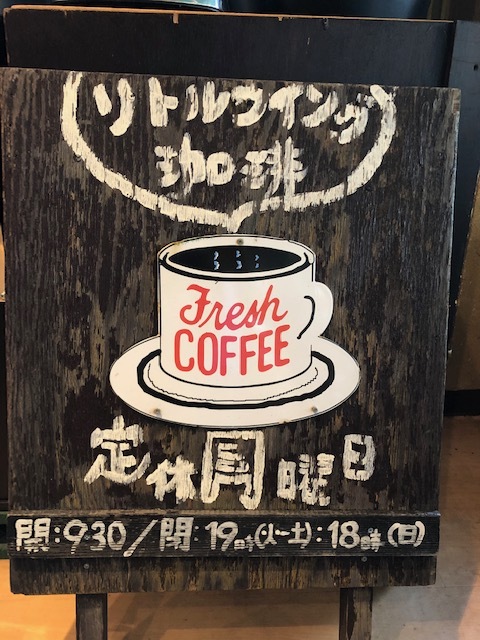 リトルウイング
珈琲
Fresh
COFFEE
定休月曜日
開:9:30/閉:19時(火〜土):18時(日)